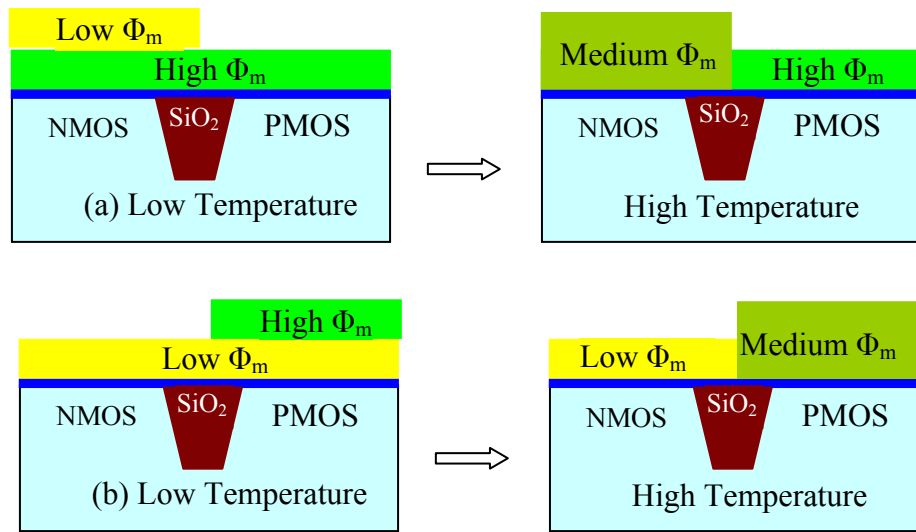 Low Φm
High Φm
NMOS
SiO2
PMOS
(a) Low Temperature
Medium Φm
High Φm
NMOS
SiO2
PMOS
High Temperature
High Φm
Low Φm
NMOS
SiO2
PMOS
(b) Low Temperature
Low Φm
Medium Φm
NMOS
SiO2
PMOS
High Temperature